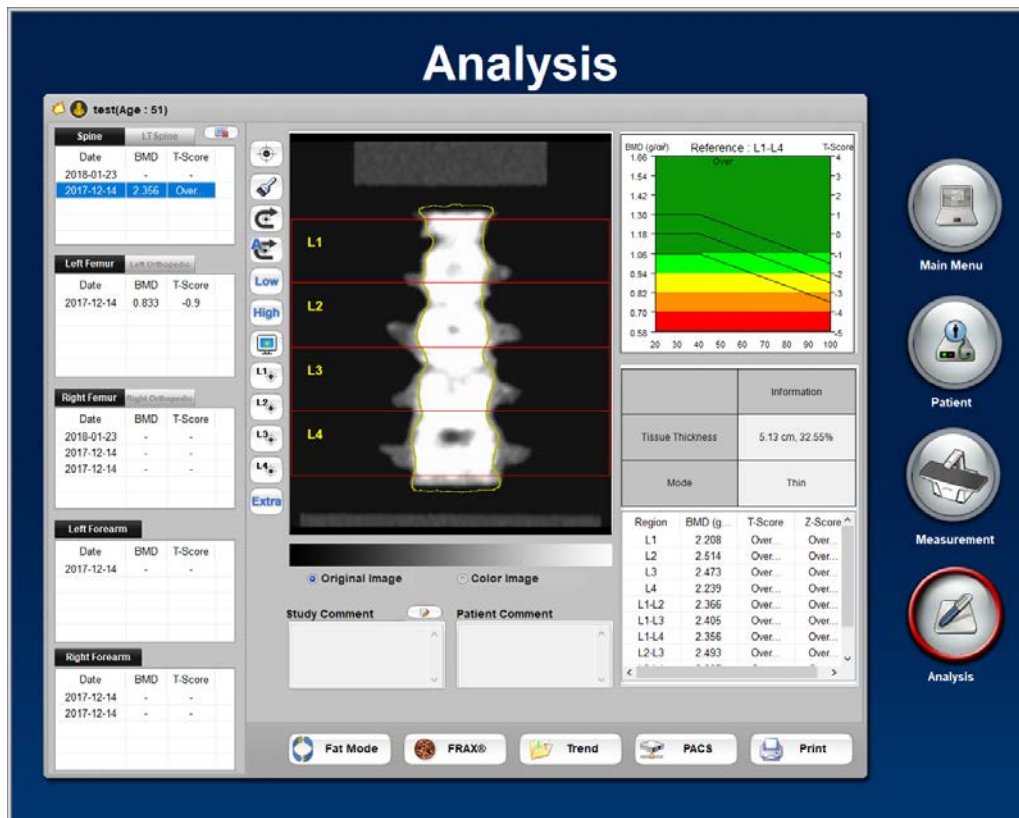 Analysis
test(Age : 51)
Spine LT Spine
Date BMD T-Score
2018-01-23 - -
2017-12-14 2.356 Over...
Left Femur Left Orthopedic
Date BMD T-Score
2017-12-14 0.833 -0.9
Right Femur Right Orthopedic
Date BMD T-Score
2018-01-23 - -
2017-12-14 - -
2017-12-14 - -
Left Forearm
Date BMD T-Score
2017-12-14 - -
Right Forearm
Date BMD T-Score
2017-12-14 - -
2017-12-14 - -
A
Low
High
L1
L2
L3
L4
Extra
L1
L2
L3
L4
Original Image Color Image
Study Comment Patient Comment
BMD (g/cm²) Reference : L1-L4 T-Score
Over
1.66 4
1.54 3
1.42 2
1.30 1
1.18 0
1.06 -1
0.94 -2
0.82 -3
0.70 -4
0.58 -5
20 30 40 50 60 70 80 90 100
Information
Tissue Thickness 5.13 cm, 32.55%
Mode Thin
Region BMD (g... T-Score Z-Score
L1 2.208 Over... Over...
L2 2.514 Over... Over...
L3 2.473 Over... Over...
L4 2.239 Over... Over...
L1-L2 2.366 Over... Over...
L1-L3 2.405 Over... Over...
L1-L4 2.356 Over... Over...
L2-L3 2.493 Over... Over...
Fat Mode FRAX® Trend PACS Print
Main Menu
Patient
Measurement
Analysis